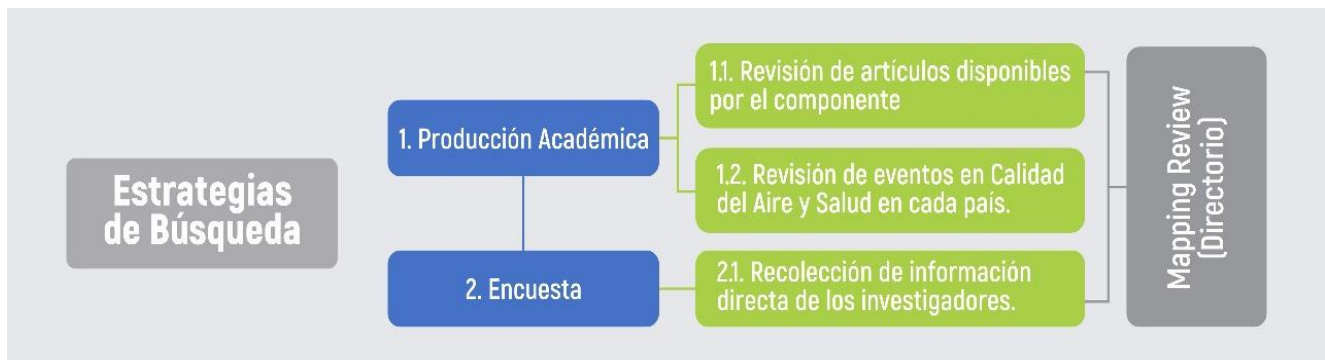 Estrategias
de Búsqueda
1. Producción Académica
2. Encuesta
1.1. Revisión de artículos disponibles
por el componente
1.2. Revisión de eventos en Calidad
del Aire y Salud en cada país.
2.1. Recolección de información
directa de los investigadores.
Mapping Review
(Directorio)